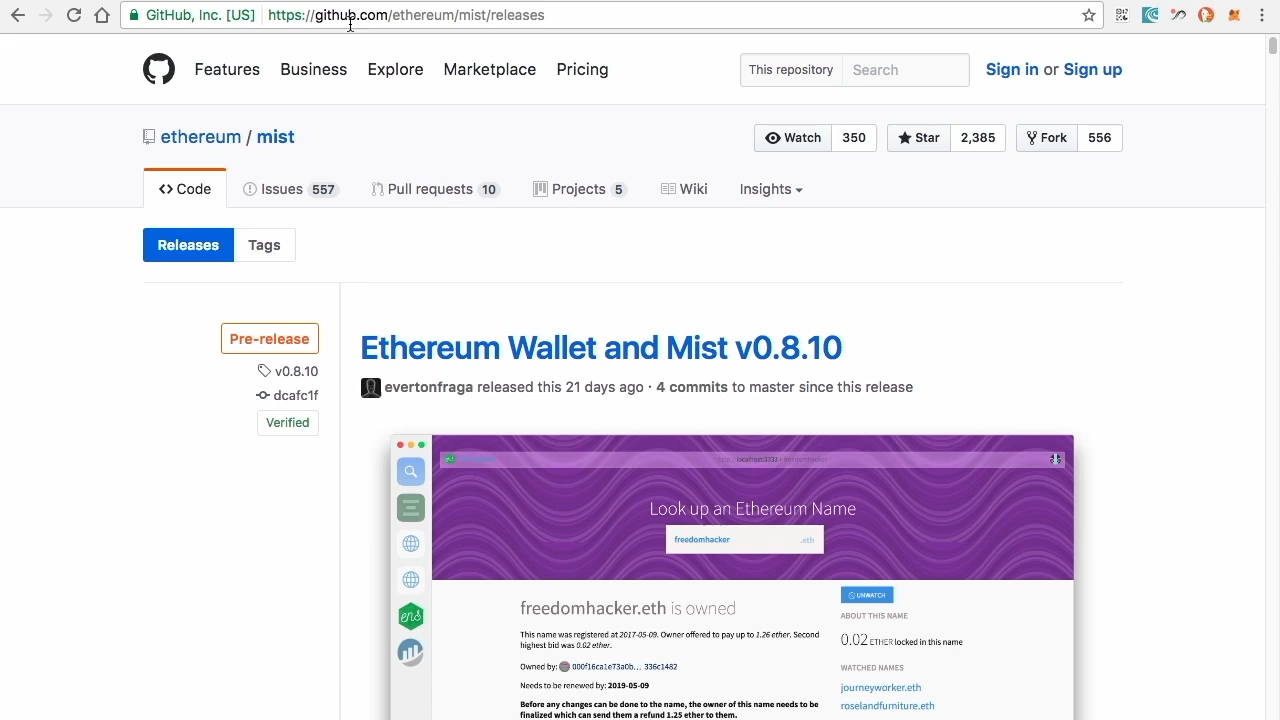 GitHub, Inc. [US] https://github.com/ethereum/mist/releases
Features Business Explore Marketplace Pricing This repository Search Sign in or Sign up
ethereum / mist Watch 350 Star 2,385 Fork 556
Code Issues 557 Pull requests 10 Projects 5 Wiki Insights
Releases Tags
Pre-release
v0.8.10
dcafc1f
Verified
Ethereum Wallet and Mist v0.8.10
evertonfraga released this 21 days ago · 4 commits to master since this release
http://localhost:3333
Look up an Ethereum Name
freedomhacker .eth
freedomhacker.eth is owned
This name was registered at 2017-05-09. Owner offered to pay up to 1.26 ether. Second
highest bid was 0.02 ether.
Owned by: 000f16ca1e73a0b... 336c1482
Needs to be renewed by: 2019-05-09
Before any changes can be done to the name, the owner of this name needs to be
finalized which can send them a refund 1.25 ether to them.
UNWATCH
ABOUT THIS NAME
0.02 ETHER locked in this name
WATCHED NAMES
journeyworker.eth
roselandfurniture.eth
ens